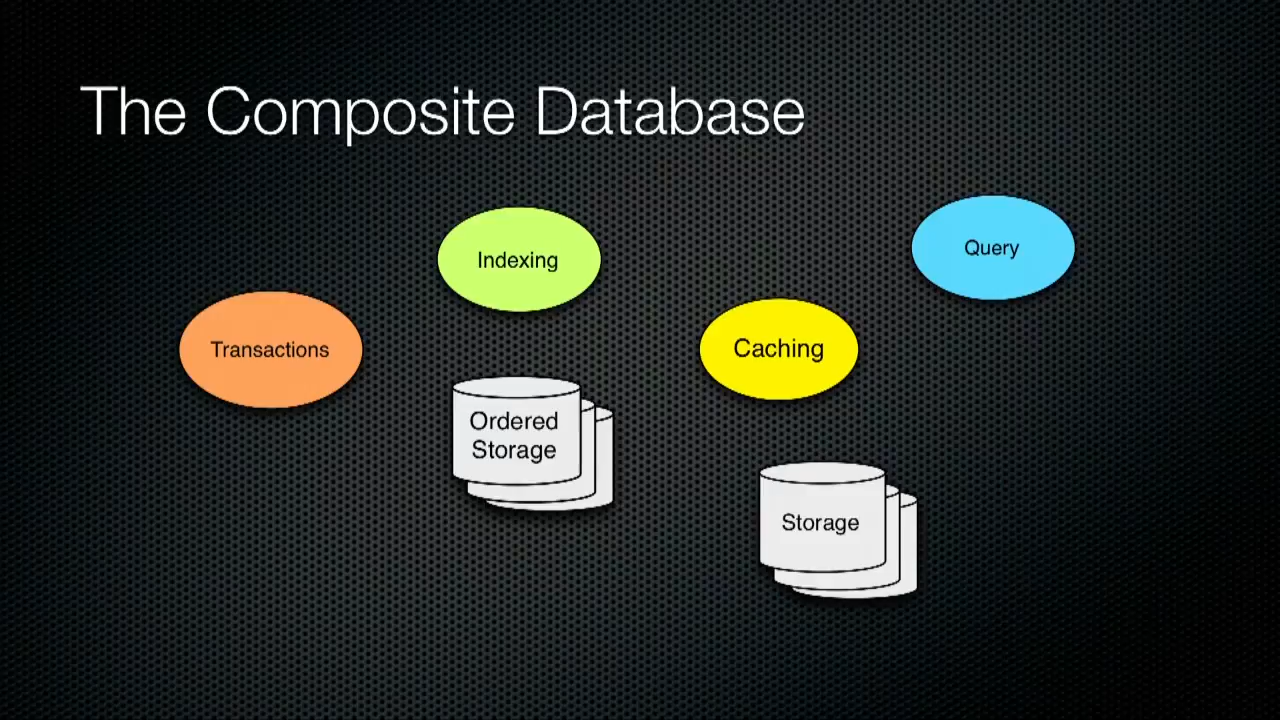 The Composite Database
Query
Indexing
Transactions
Caching
Ordered
Storage
Storage